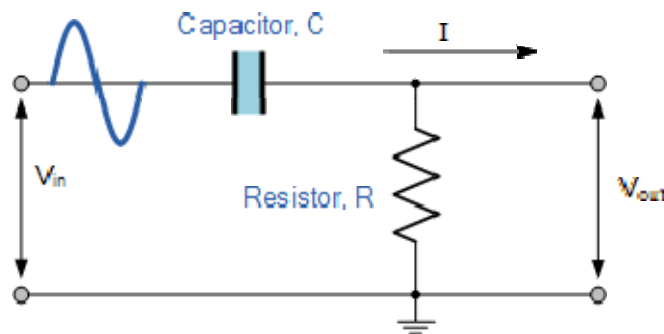 Capacitor, C
I
Vin
Resistor, R
Vout